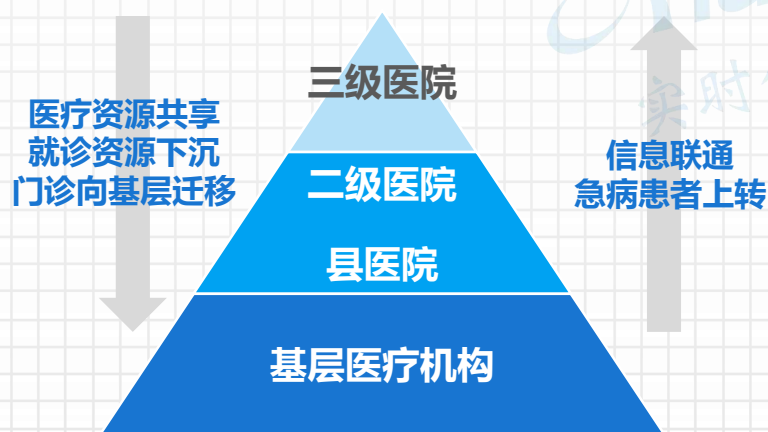 三级医院
医疗资源共享
就诊资源下沉
门诊向基层迁移
信息联通
急病患者上转
二级医院
县医院
基层医疗机构
实时